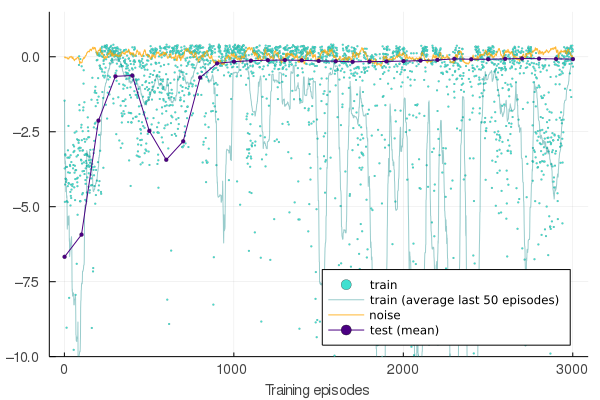 0.0
−2.5
−5.0
−7.5
−10.0
train
train (average last 50 episodes)
noise
test (mean)
0 1000 2000 3000
Training episodes